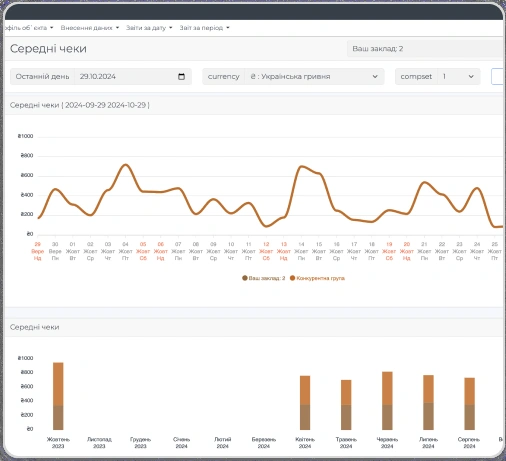 офіль об`єкта Внесення даних Звіти за дату Звіт за період
Середні чеки
Ваш заклад: 2
Останній день 29.10.2024 currency ₴ : Українська гривня compset 1
Середні чеки ( 2024-09-29 2024-10-29 )
₴1000
₴800
₴600
₴400
₴200
₴0
29 30 01 02 03 04 05 06 07 08 09 10 11 12 13 14 15 16 17 18 19 20 21 22 23 24 25
Вере Вере Жовт Жовт Жовт Жовт Жовт Жовт Жовт Жовт Жовт Жовт Жовт Жовт Жовт Жовт Жовт Жовт Жовт Жовт Жовт Жовт Жовт Жовт Жовт Жовт Жовт
Нд Пн Вт Ср Чт Пт Сб Нд Пн Вт Ср Чт Пт Сб Нд Пн Вт Ср Чт Пт Сб Нд Пн Вт Ср Чт Пт
Ваш заклад: 2 Конкурентна група
Середні чеки
₴1000
₴800
₴600
₴400
₴200
₴0
Жовтень Листопад Грудень Січень Лютий Березень Квітень Травень Червень Липень Серпень
2023 2023 2023 2024 2024 2024 2024 2024 2024 2024 2024